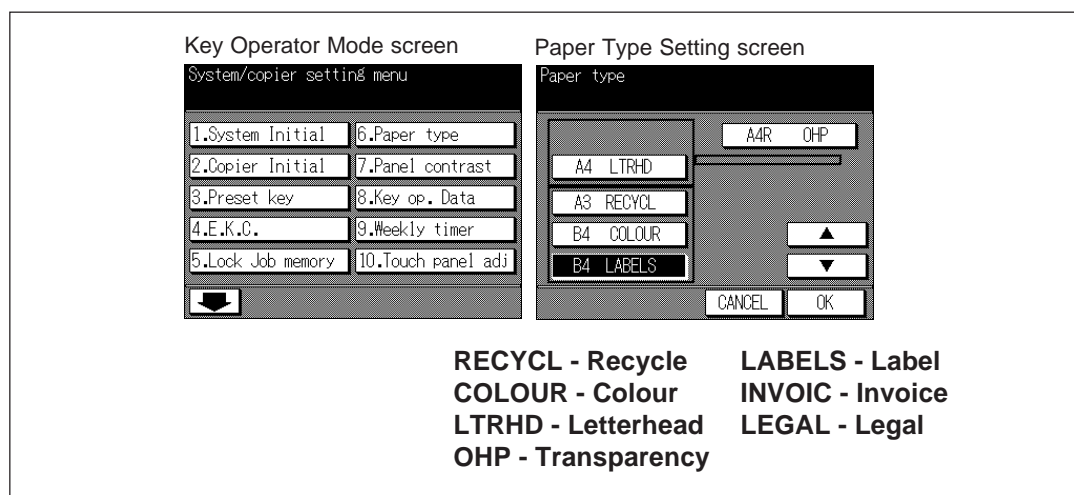 Key Operator Mode screen
System/copier setting menu
1.System Initial 6.Paper type
2.Copier Initial 7.Panel contrast
3.Preset key 8.Key op. Data
4.E.K.C. 9.Weekly timer
5.Lock Job memory 10.Touch panel adj
Paper Type Setting screen
Paper type
A4R OHP
A4 LTRHD
A3 RECYCL
B4 COLOUR
B4 LABELS
CANCEL OK
RECYCL - Recycle LABELS - Label
COLOUR - Colour INVOIC - Invoice
LTRHD - Letterhead LEGAL - Legal
OHP - Transparency